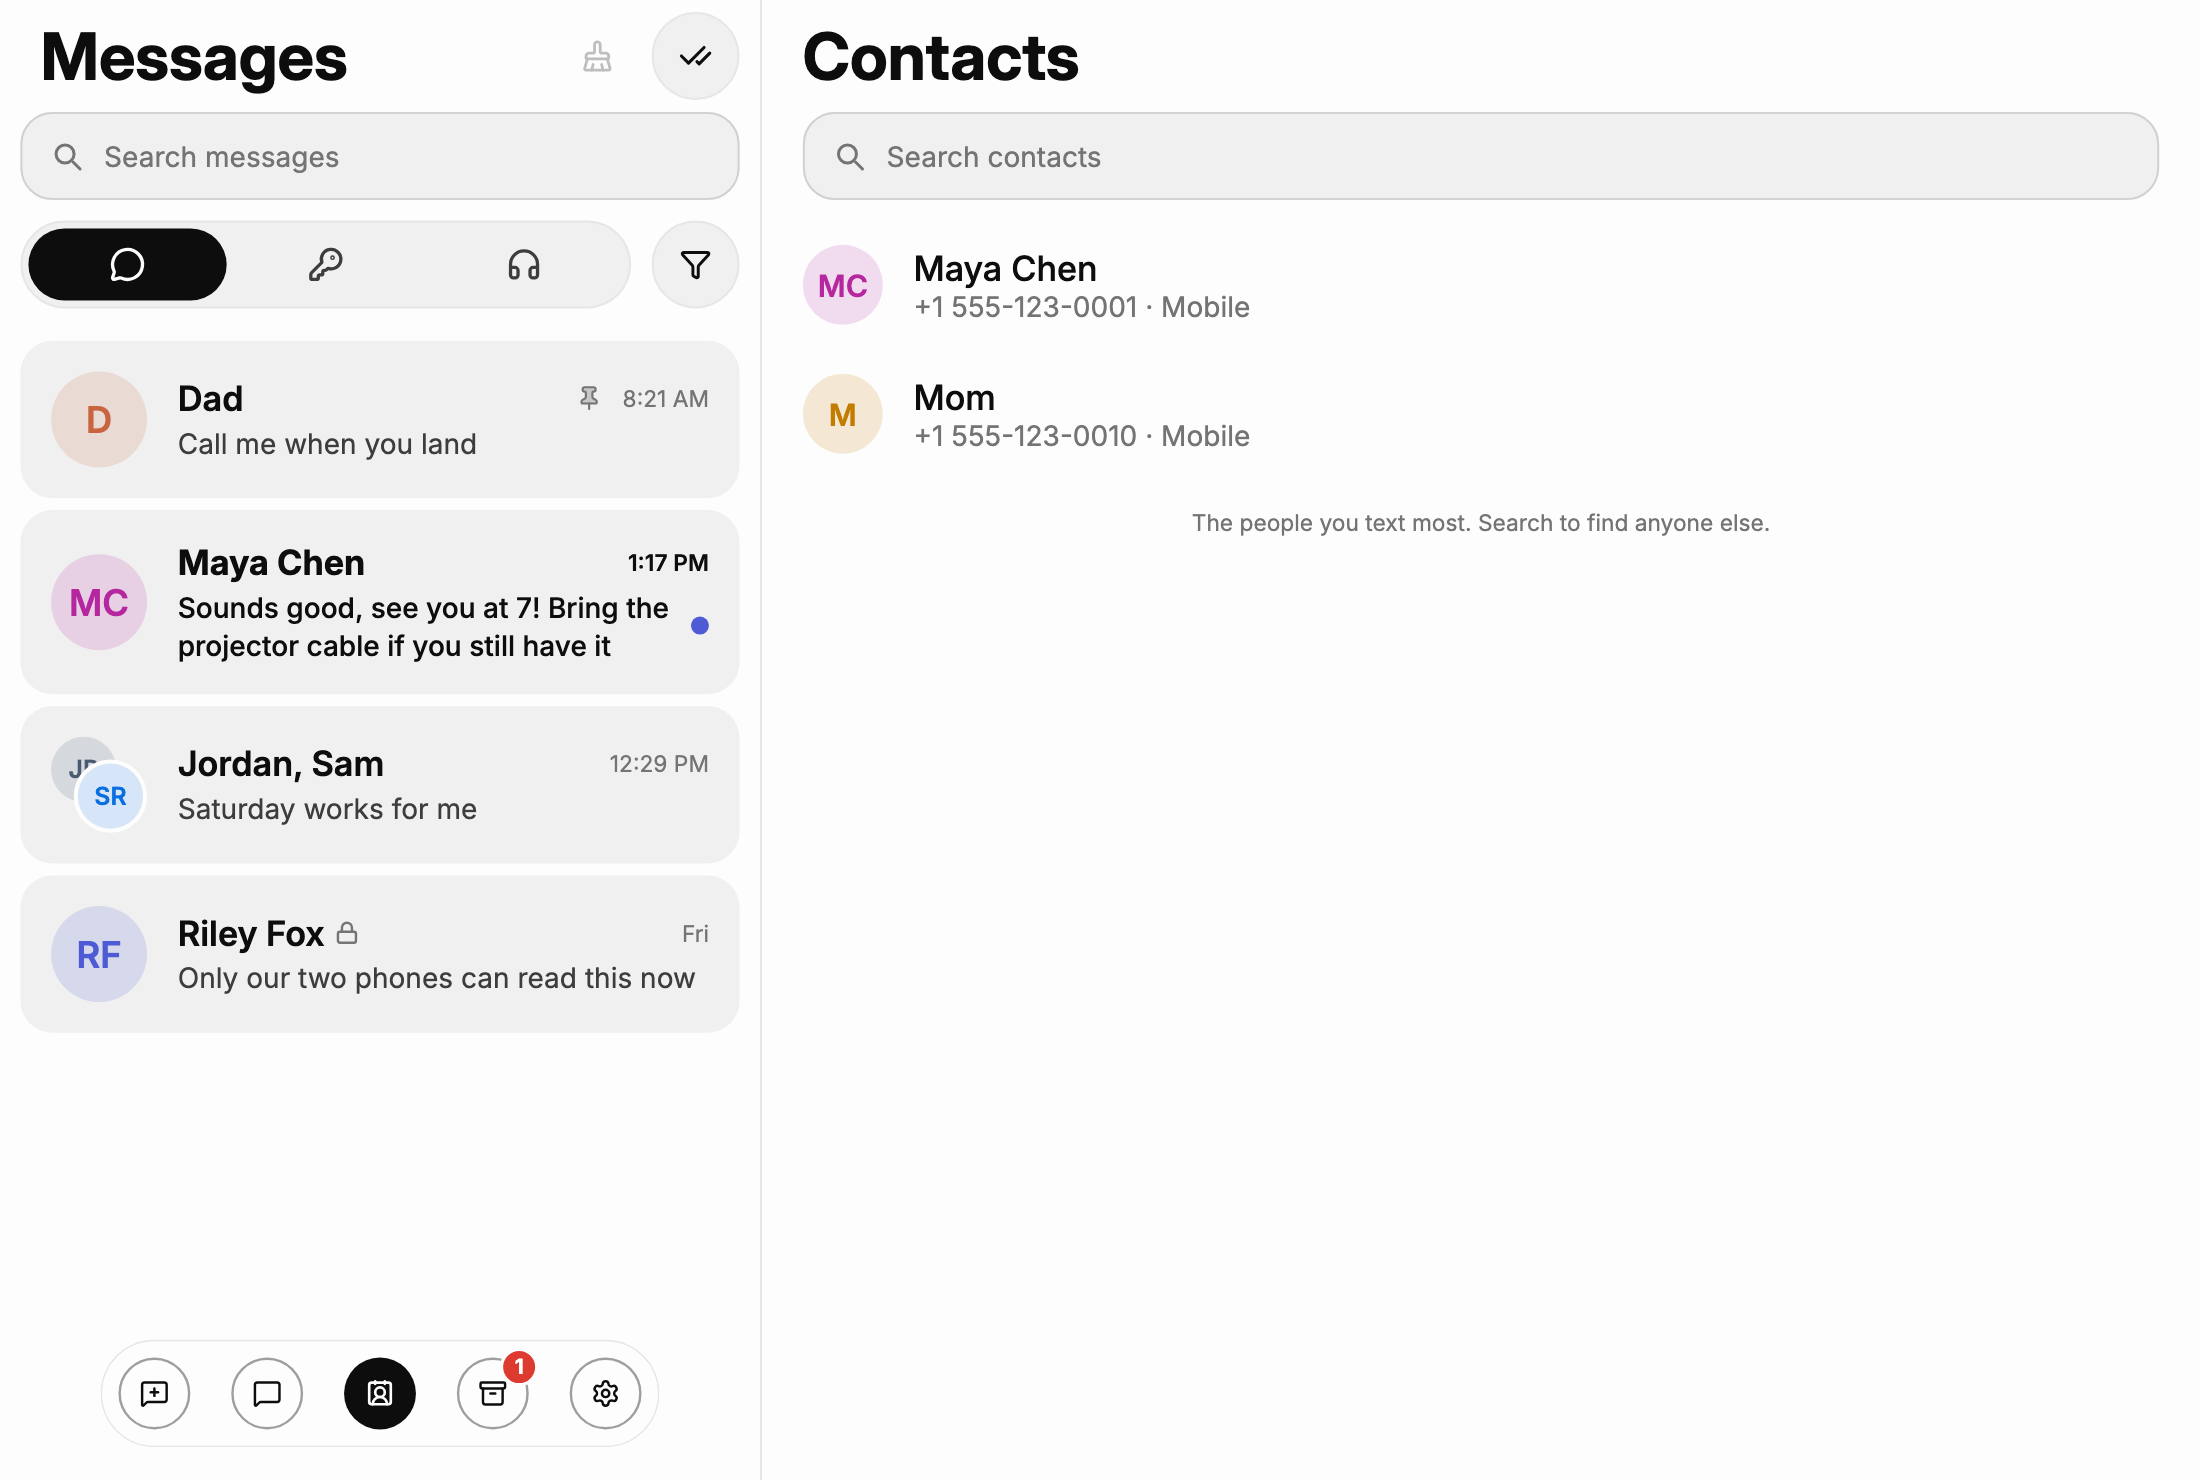 Messages
Search messages
D
Dad
8:21 AM
Call me when you land
MC
Maya Chen
1:17 PM
Sounds good, see you at 7! Bring the
projector cable if you still have it
SR
Jordan, Sam
12:29 PM
Saturday works for me
RF
Riley Fox
Fri
Only our two phones can read this now
1
Contacts
Search contacts
MC
Maya Chen
+1 555-123-0001 · Mobile
M
Mom
+1 555-123-0010 · Mobile
The people you text most. Search to find anyone else.